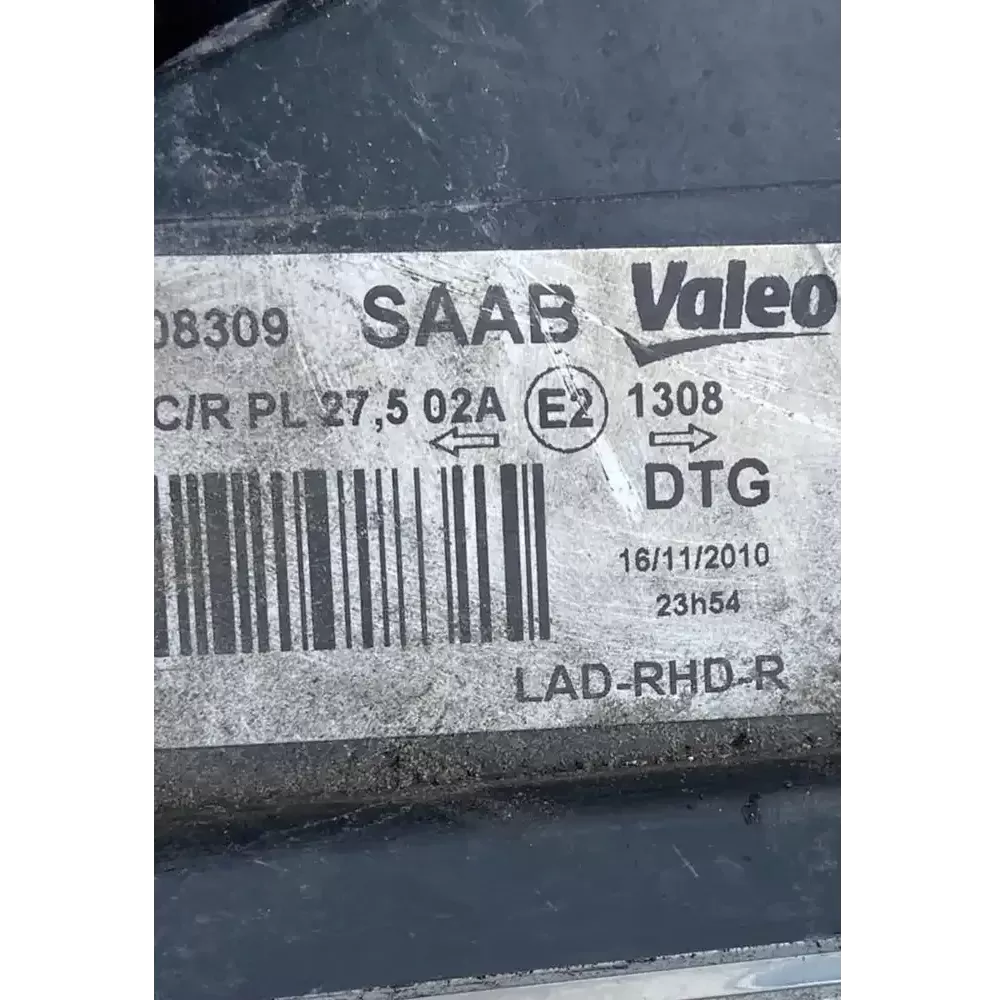 08309 SAAB Valeo
C/R PL 27,5 02A E2 1308
DTG
16/11/2010
23h54
LAD-RHD-R